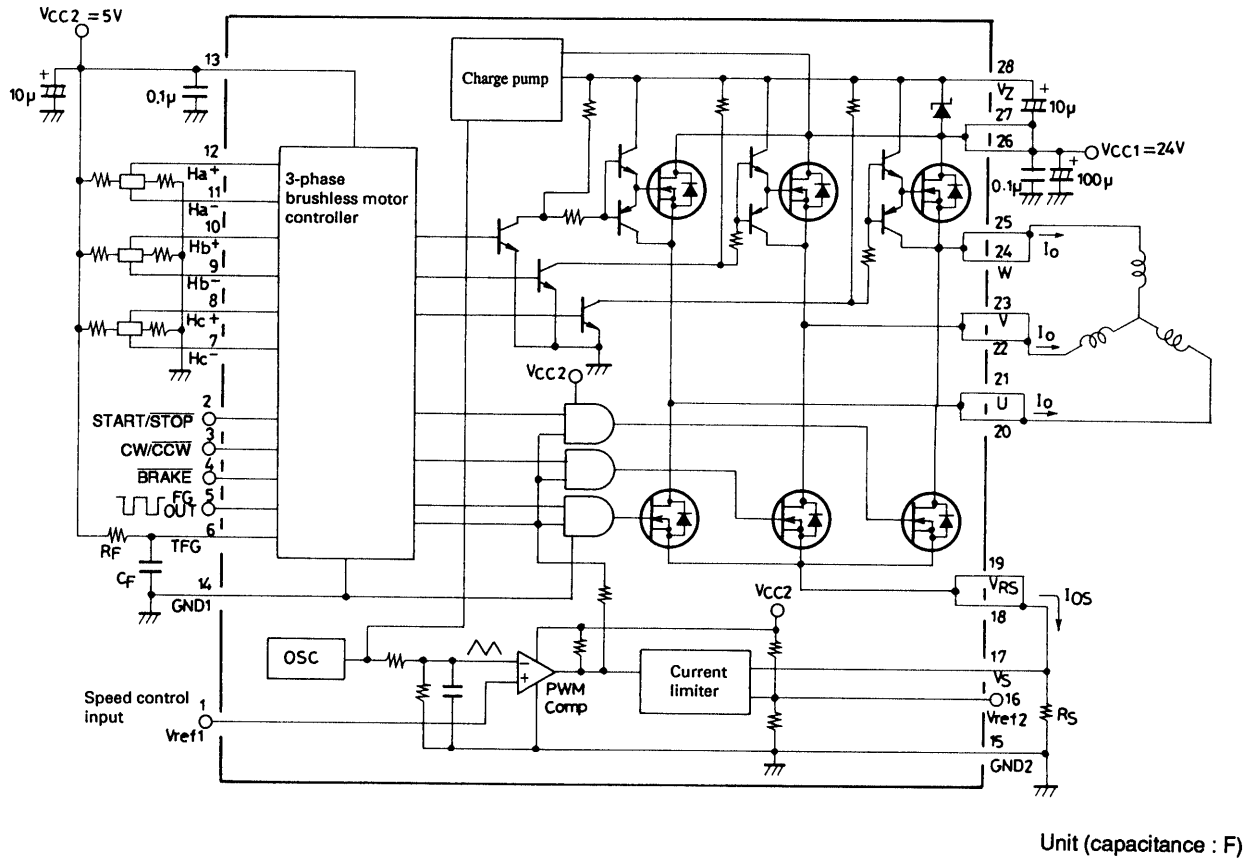 VCC2 = 5V
13
+
10μ
0.1μ
Charge pump
28
VZ
+
10μ
27
26
VCC1 = 24V
0.1μ
+
100μ
12
Ha+
11
Ha-
10
Hb+
9
Hb-
8
Hc+
7
Hc-
3-phase
brushless motor
controller
25
Io
24
W
23
V
Io
22
21
U
Io
20
VCC2
2
START/STOP
3
CW/CCW
4
BRAKE
FG
5
OUT
6
TFG
RF
CF
14
GND1
19
VRS
IOS
18
VCC2
OSC
-
+
PWM
Comp
Current
limiter
17
VS
16
Vref2
RS
15
GND2
Speed control
input
1
Vref1
Unit (capacitance : F)